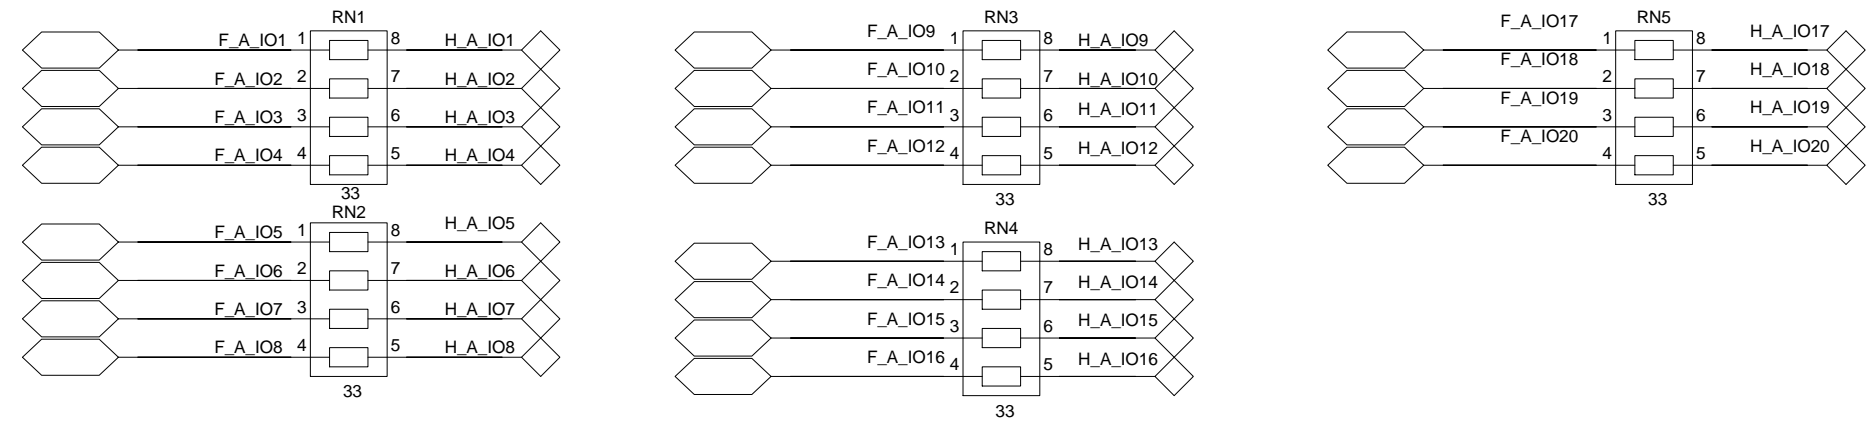 RN1
F_A_IO1 1 8 H_A_IO1
F_A_IO2 2 7 H_A_IO2
F_A_IO3 3 6 H_A_IO3
F_A_IO4 4 5 H_A_IO4
33
RN2
F_A_IO5 1 8 H_A_IO5
F_A_IO6 2 7 H_A_IO6
F_A_IO7 3 6 H_A_IO7
F_A_IO8 4 5 H_A_IO8
33
RN3
F_A_IO9 1 8 H_A_IO9
F_A_IO10 2 7 H_A_IO10
F_A_IO11 3 6 H_A_IO11
F_A_IO12 4 5 H_A_IO12
33
RN4
F_A_IO13 1 8 H_A_IO13
F_A_IO14 2 7 H_A_IO14
F_A_IO15 3 6 H_A_IO15
F_A_IO16 4 5 H_A_IO16
33
RN5
F_A_IO17 1 8 H_A_IO17
F_A_IO18 2 7 H_A_IO18
F_A_IO19 3 6 H_A_IO19
F_A_IO20 4 5 H_A_IO20
33